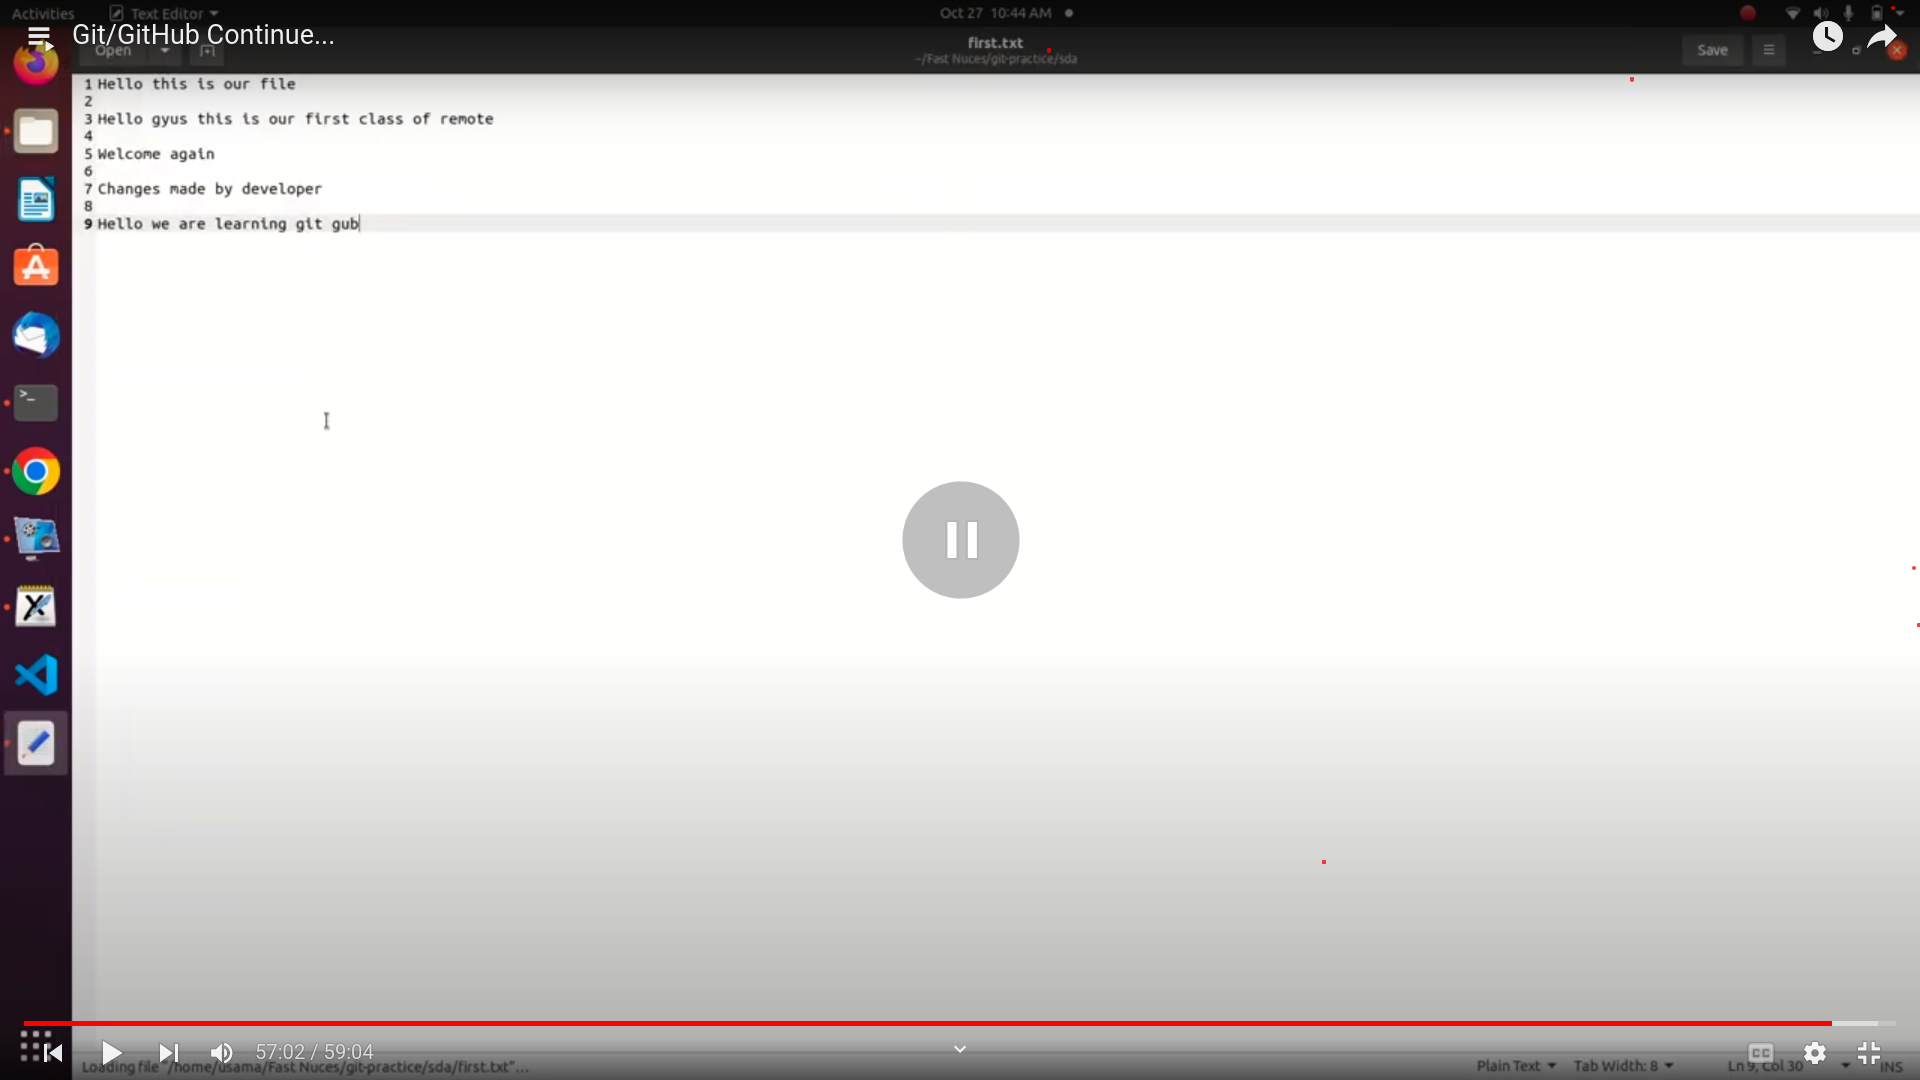 Activities Text Editor Oct 27 10:44 AM
Git/GitHub Continue...
Open first.txt Save
~/Fast Nuces/git-practice/sda
1 Hello this is our file
2
3 Hello gyus this is our first class of remote
4
5 Welcome again
6
7 Changes made by developer
8
9 Hello we are learning git gub
57:02 / 59:04 CC
Loading file "/home/usama/Fast Nuces/git-practice/sda/first.txt"... Plain Text Tab Width: 8 Ln 9, Col 30 INS